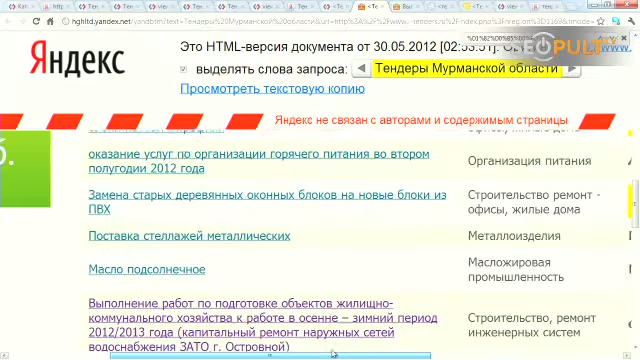 Это HTML-версия документа от 30.05.2012
Яндекс
выделять слова запроса:
Тендеры Мурманской области
Просмотреть текстовую копию
Яндекс не связан с авторами и содержимым страницы
оказание услуг по организации горячего питания во втором
полугодии 2012 года
Организация питания
Замена старых деревянных оконных блоков на новые блоки из
ПВХ
Строительство ремонт -
офисы, жилые дома
Поставка стеллажей металлических
Металлоизделия
Масло подсолнечное
Масложировая
промышленность
Выполнение работ по подготовке объектов жилищно-
коммунального хозяйства к работе в осенне – зимний период
2012/2013 года (капитальный ремонт наружных сетей
водоснабжения ЗАТО г. Островной)
Строительство, ремонт
инженерных систем